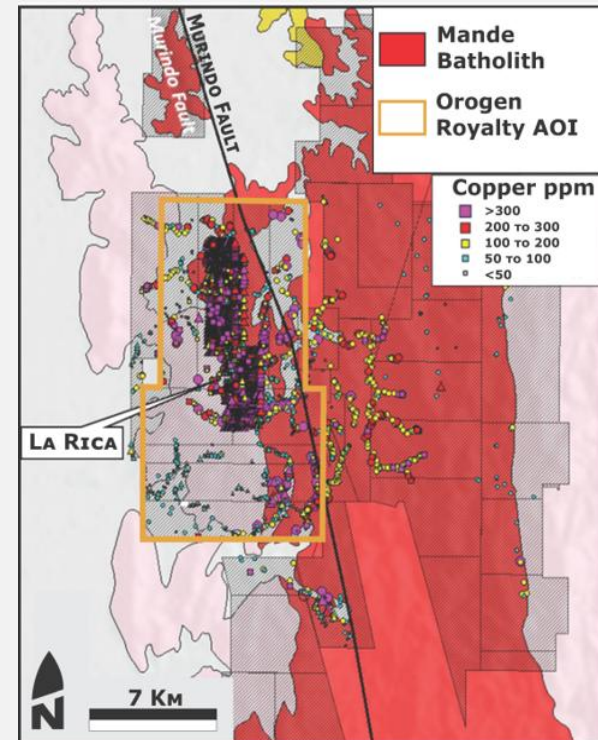 Murindo Fault
MURINDO FAULT
Mande
Batholith
Orogen
Royalty AOI
Copper ppm
>300
200 TO 300
100 TO 200
50 TO 100
<50
LA RICA
N
7 KM